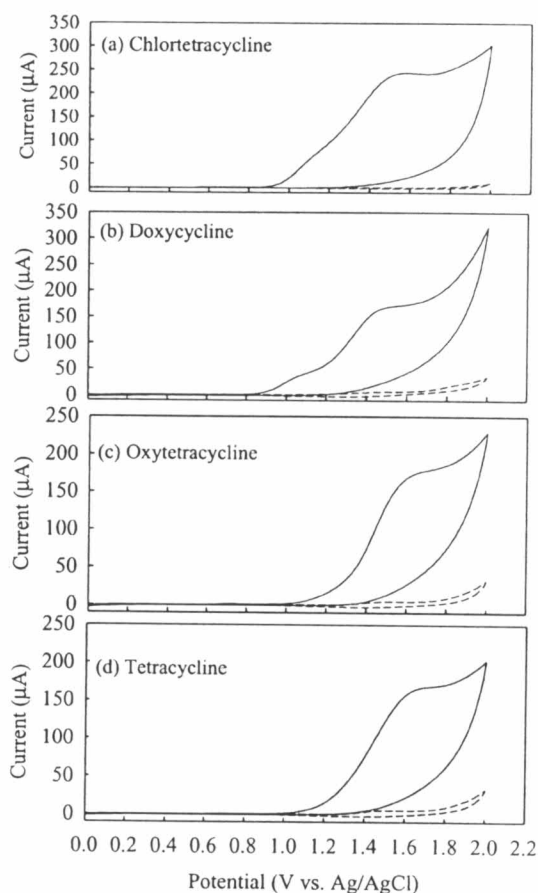 350
(a) Chlortetracycline
300
250
200
150
100
50
0
Current (µA)
350
(b) Doxycycline
300
250
200
150
100
50
0
Current (µA)
250
(c) Oxytetracycline
200
150
100
50
0
Current (µA)
250
(d) Tetracycline
200
150
100
50
0
Current (µA)
0.0 0.2 0.4 0.6 0.8 1.0 1.2 1.4 1.6 1.8 2.0 2.2
Potential (V vs. Ag/AgCl)